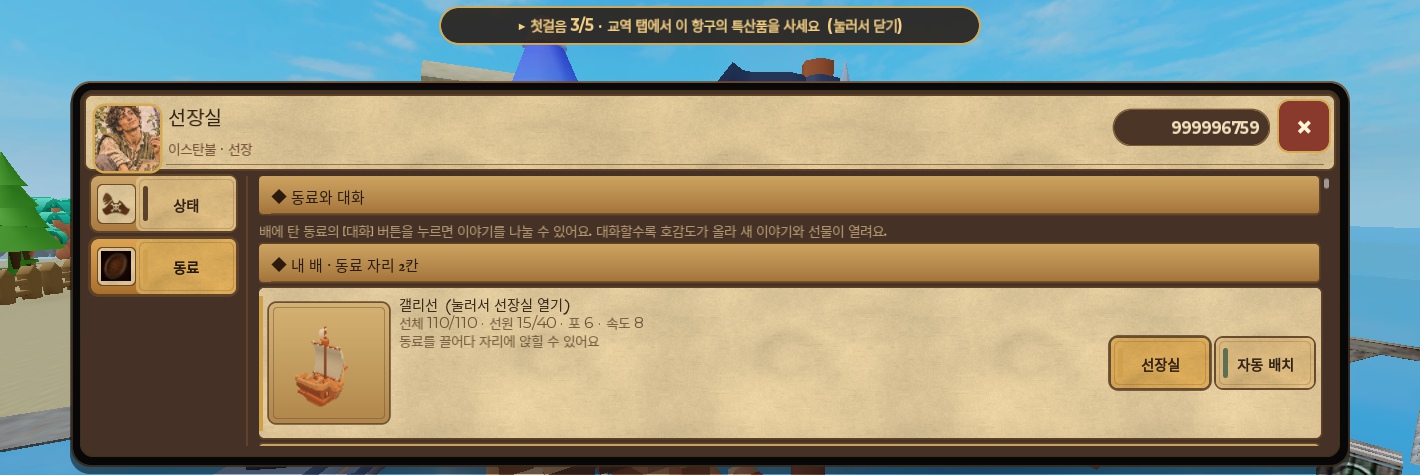 ▸ 첫걸음 3/5 · 교역 탭에서 이 항구의 특산품을 사세요 (눌러서 닫기)
선장실
이스탄불 · 선장
999996759
×
상태
동료
◆ 동료와 대화
배에 탄 동료의 [대화] 버튼을 누르면 이야기를 나눌 수 있어요. 대화할수록 호감도가 올라 새 이야기와 선물이 열려요.
◆ 내 배 · 동료 자리 2칸
갤리선 (눌러서 선장실 열기)
선체 110/110 · 선원 15/40 · 포 6 · 속도 8
동료를 끌어다 자리에 앉힐 수 있어요
선장실
자동 배치